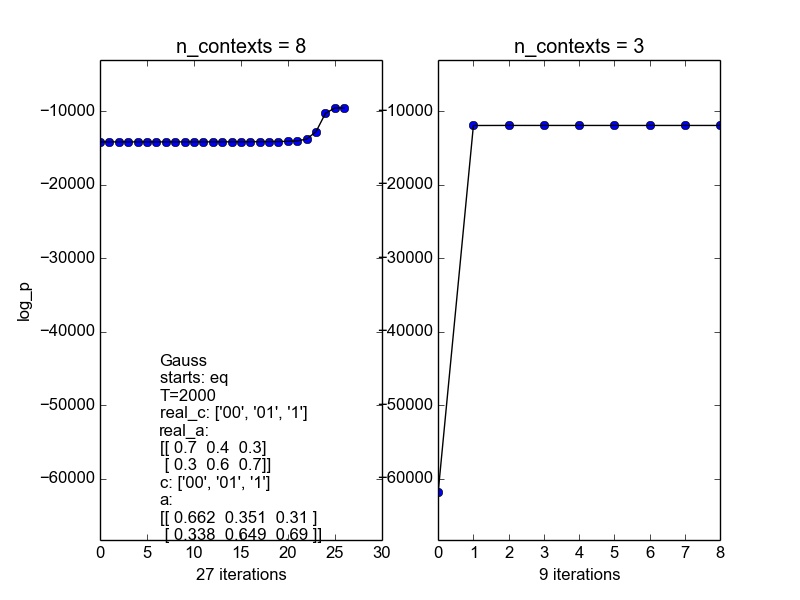 n_contexts = 8
n_contexts = 3
−10000
−20000
−30000
−40000
−50000
−60000
log_p
Gauss
starts: eq
T=2000
real_c: ['00', '01', '1']
real_a:
[[ 0.7 0.4 0.3]
[ 0.3 0.6 0.7]]
c: ['00', '01', '1']
a:
[[ 0.662 0.351 0.31 ]
[ 0.338 0.649 0.69 ]]
0 5 10 15 20 25 30
27 iterations
−10000
−20000
−30000
−40000
−50000
−60000
0 1 2 3 4 5 6 7 8
9 iterations